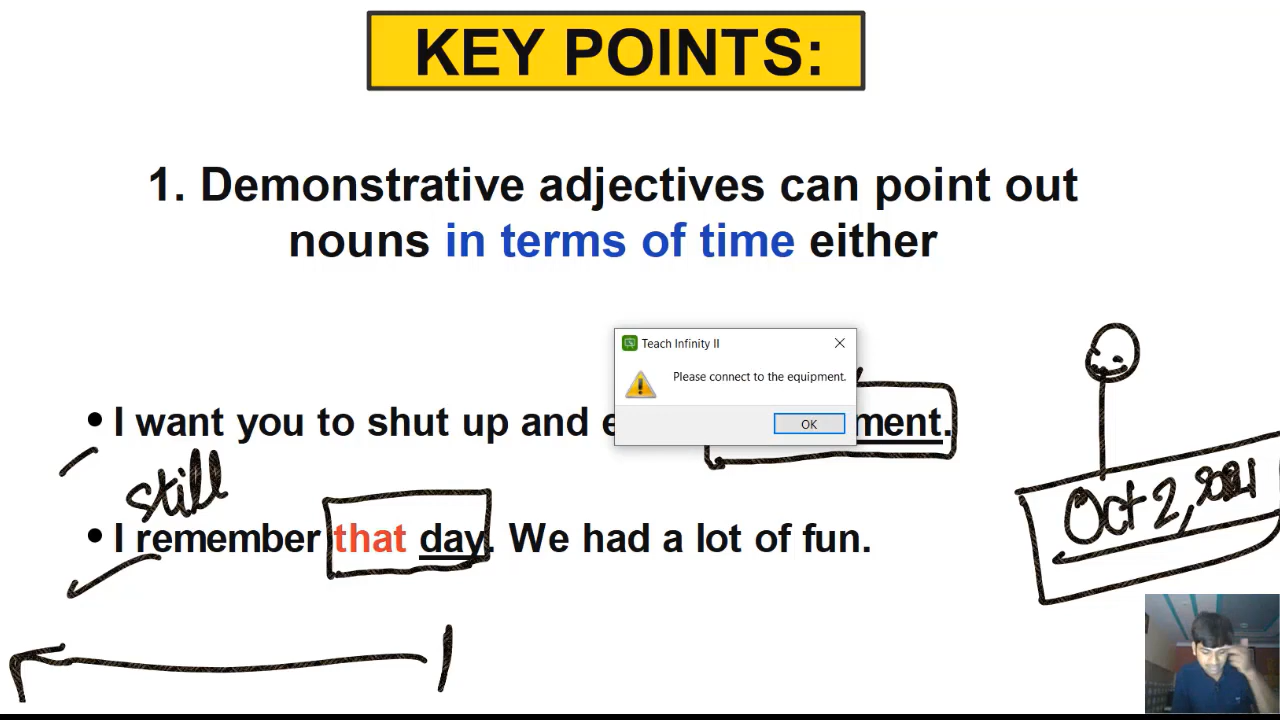 KEY POINTS:
1. Demonstrative adjectives can point out
nouns in terms of time either
Teach Infinity II
Please connect to the equipment.
OK
• I want you to shut up and e ment.
still
• I remember that day. We had a lot of fun.
Oct 2, 2021